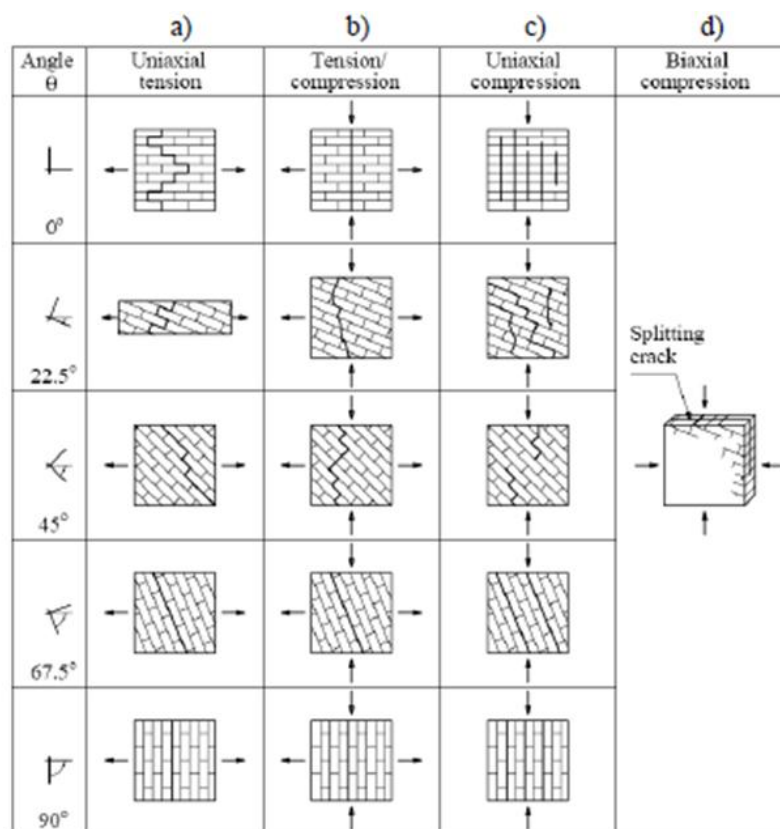 a)
b)
c)
d)
Angle
θ
Uniaxial
tension
Tension/
compression
Uniaxial
compression
Biaxial
compression
0°
22.5°
Splitting
crack
45°
67.5°
90°